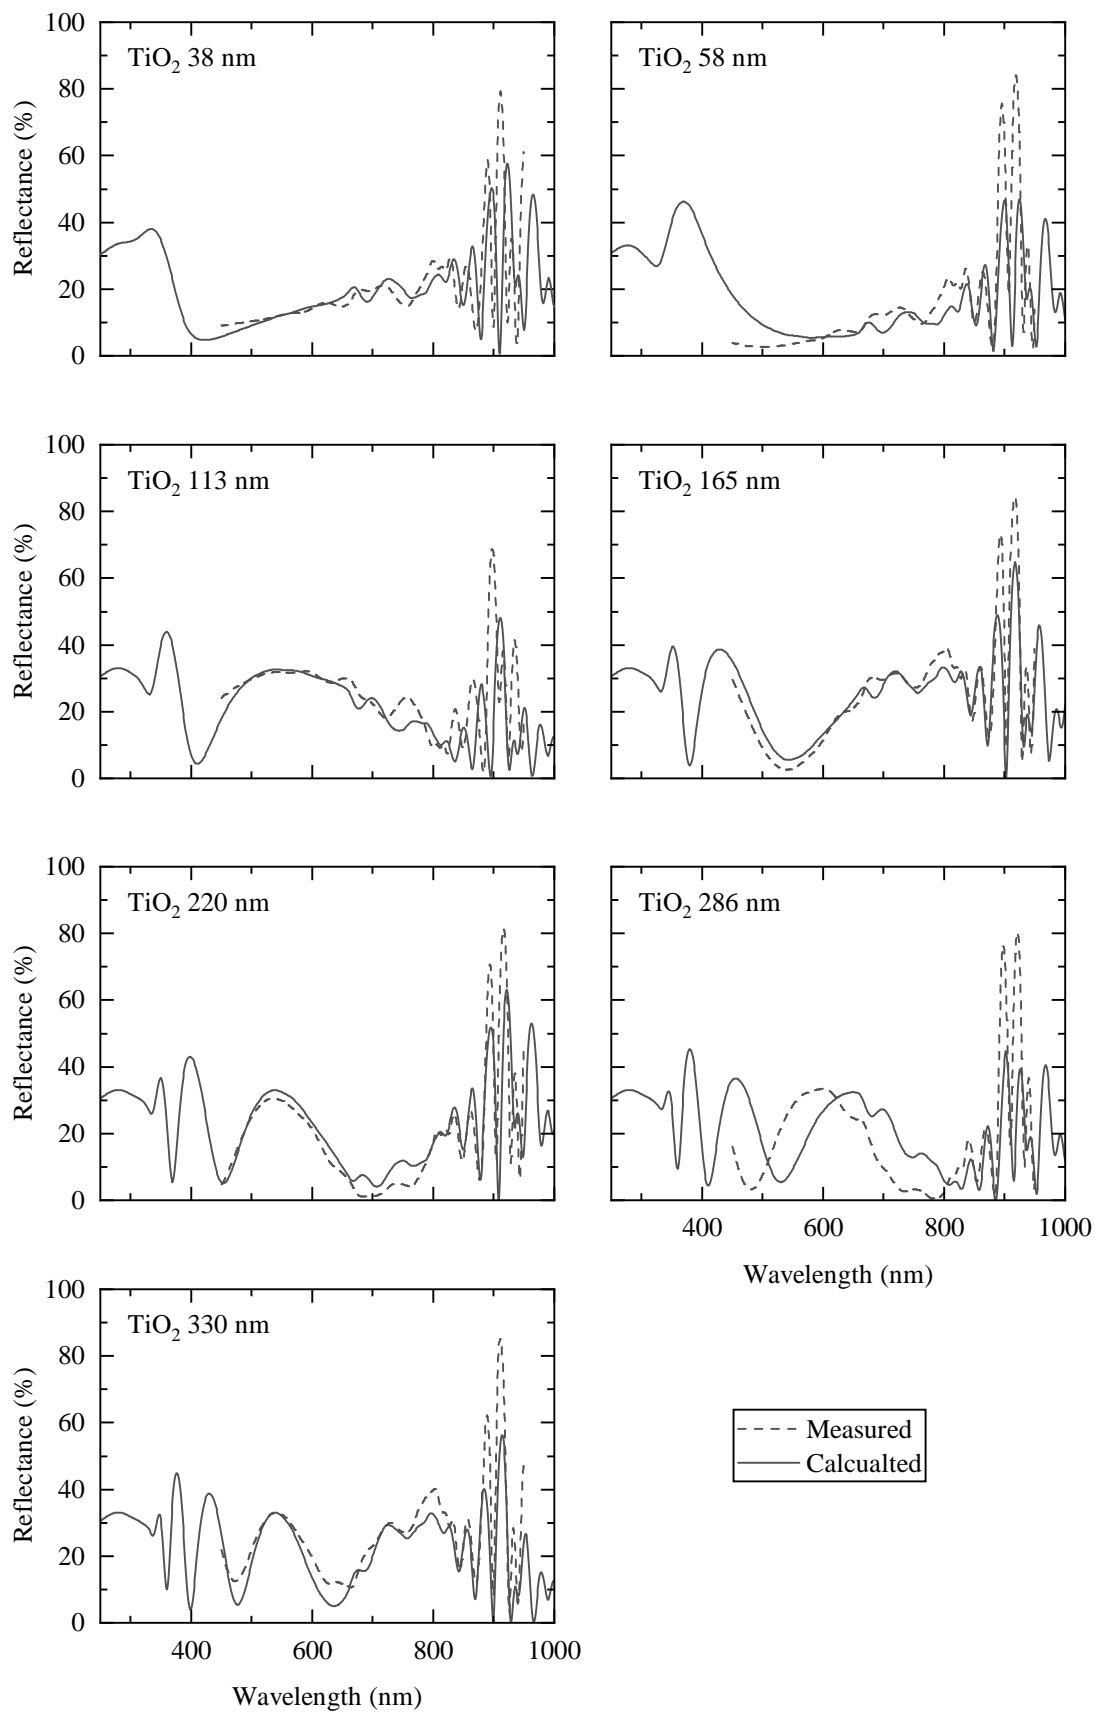 100
80
60
40
20
0
Reflectance (%)
TiO2 38 nm
TiO2 58 nm
100
80
60
40
20
0
Reflectance (%)
TiO2 113 nm
TiO2 165 nm
100
80
60
40
20
0
Reflectance (%)
TiO2 220 nm
TiO2 286 nm
400 600 800 1000
Wavelength (nm)
100
80
60
40
20
0
Reflectance (%)
TiO2 330 nm
400 600 800 1000
Wavelength (nm)
Measured
Calcualted